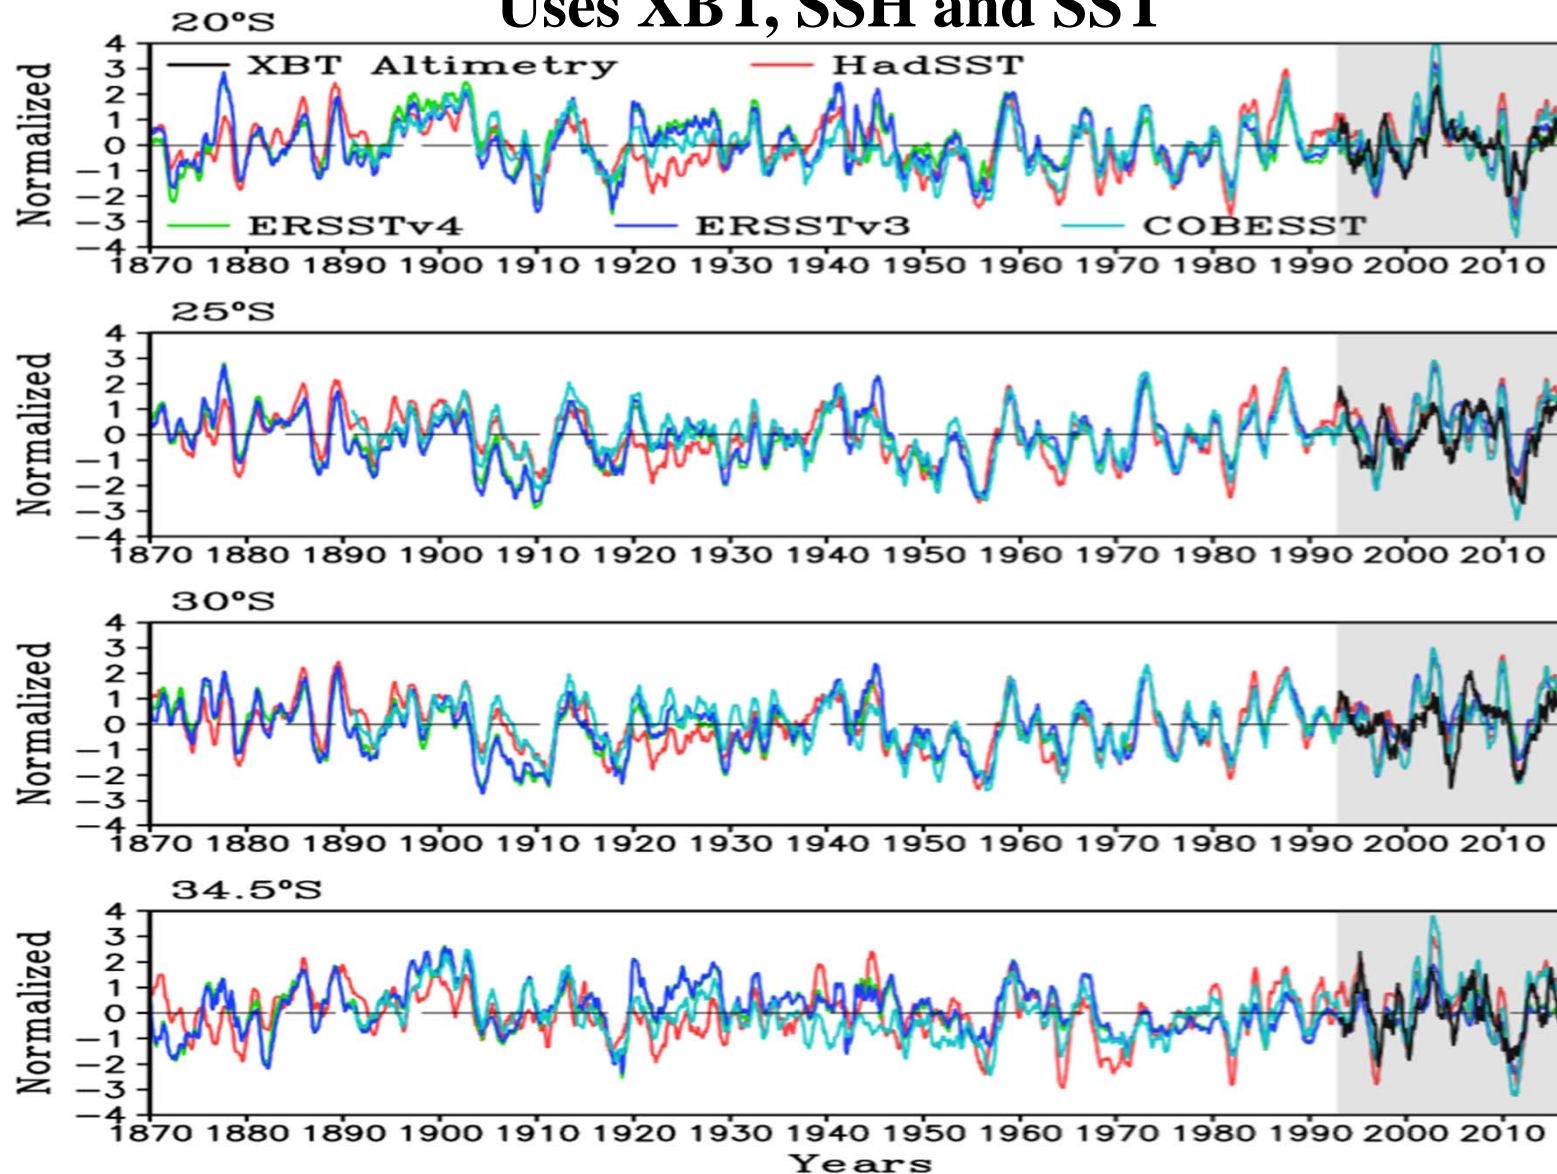 Uses XBT, SSH and SST
20°S
4
3
2
1
0
−1
−2
−3
−4
Normalized
XBT Altimetry HadSST
ERSSTv4 ERSSTv3 COBESST
1870 1880 1890 1900 1910 1920 1930 1940 1950 1960 1970 1980 1990 2000 2010
25°S
4
3
2
1
0
−1
−2
−3
−4
Normalized
1870 1880 1890 1900 1910 1920 1930 1940 1950 1960 1970 1980 1990 2000 2010
30°S
4
3
2
1
0
−1
−2
−3
−4
Normalized
1870 1880 1890 1900 1910 1920 1930 1940 1950 1960 1970 1980 1990 2000 2010
34.5°S
4
3
2
1
0
−1
−2
−3
−4
Normalized
1870 1880 1890 1900 1910 1920 1930 1940 1950 1960 1970 1980 1990 2000 2010
Years